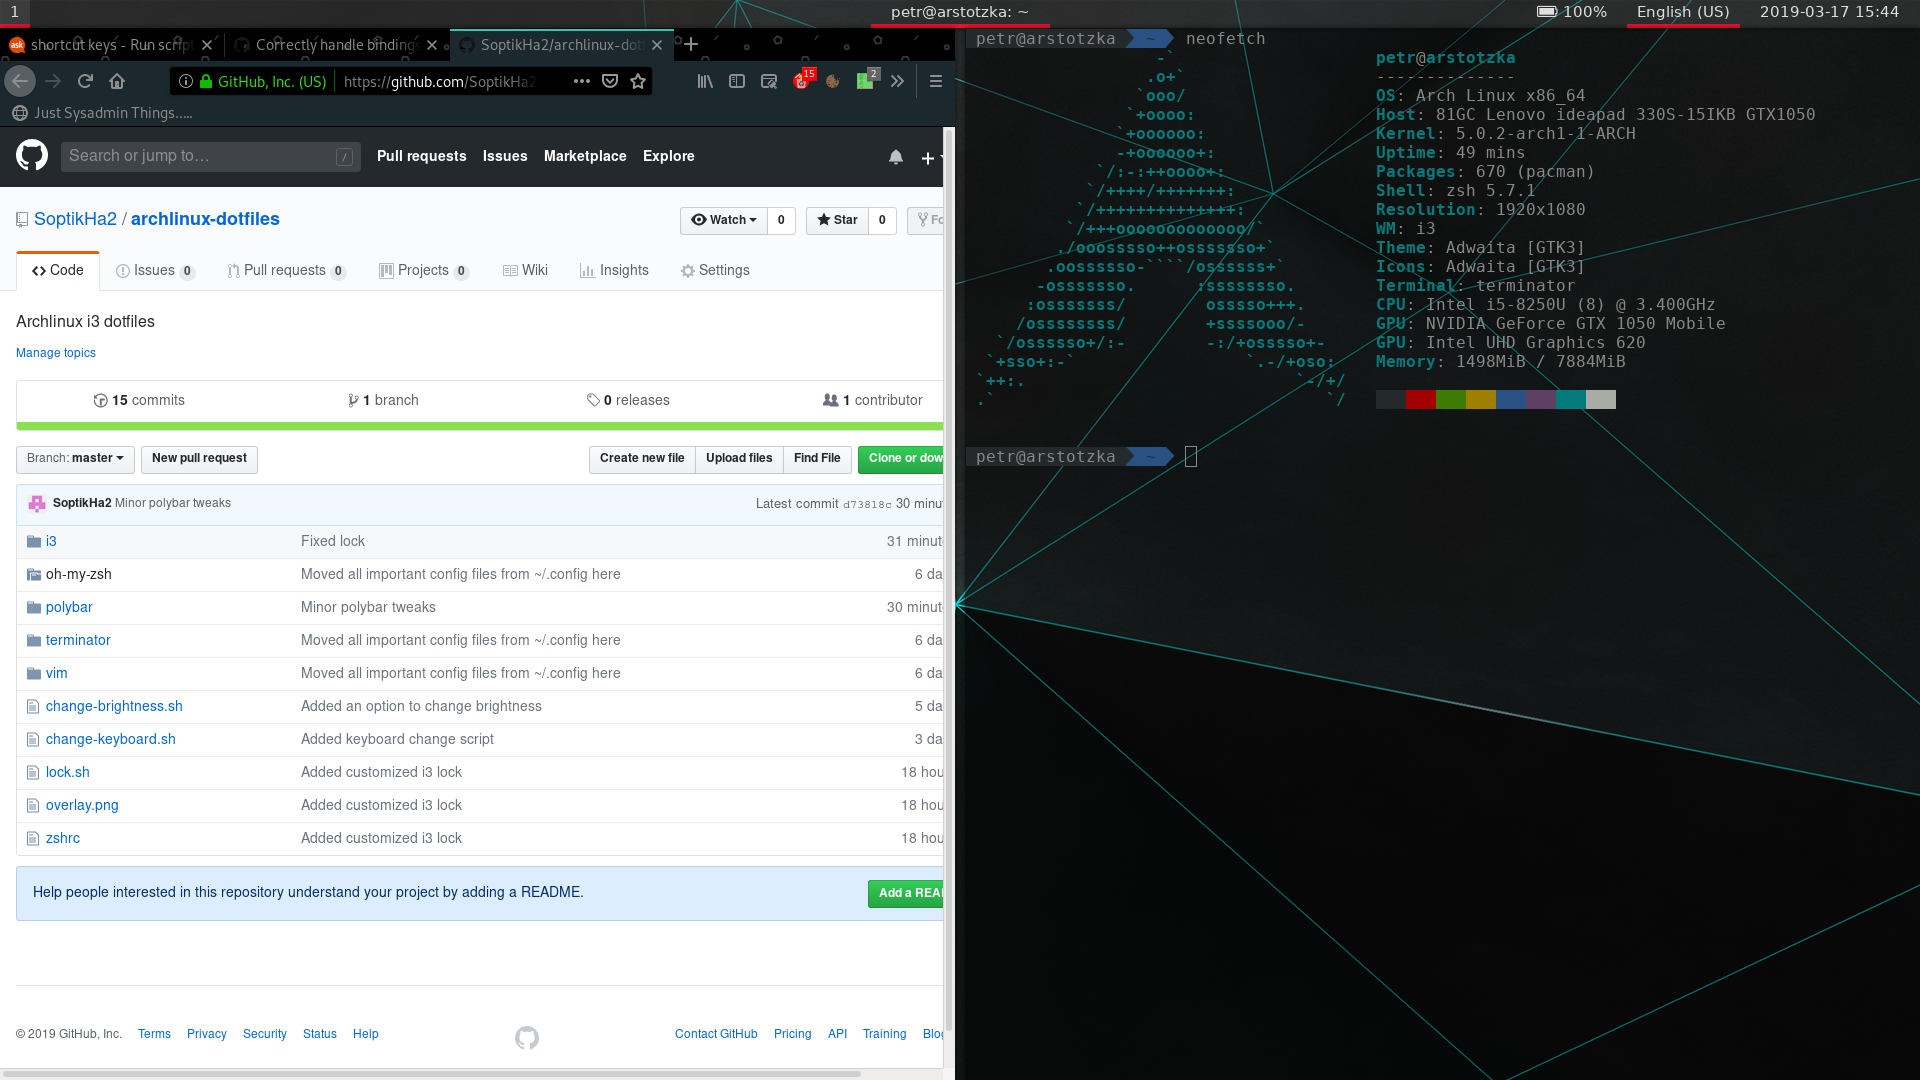 1
petr@arstotzka: ~
100%
English (US)
2019-03-17 15:44
shortcut keys - Run script
Correctly handle binding
SoptikHa2/archlinux-dot
GitHub, Inc. (US)
https://github.com/SoptikHa2
15
2
Just Sysadmin Things.....
Search or jump to…
/
Pull requests
Issues
Marketplace
Explore
SoptikHa2 / archlinux-dotfiles
Watch
0
Star
0
Fo
Code
Issues 0
Pull requests 0
Projects 0
Wiki
Insights
Settings
Archlinux i3 dotfiles
Manage topics
15 commits
1 branch
0 releases
1 contributor
Branch: master
New pull request
Create new file
Upload files
Find File
Clone or dow
SoptikHa2 Minor polybar tweaks
Latest commit d73818c 30 minu
i3
Fixed lock
31 minut
oh-my-zsh
Moved all important config files from ~/.config here
6 da
polybar
Minor polybar tweaks
30 minut
terminator
Moved all important config files from ~/.config here
6 da
vim
Moved all important config files from ~/.config here
6 da
change-brightness.sh
Added an option to change brightness
5 da
change-keyboard.sh
Added keyboard change script
3 da
lock.sh
Added customized i3 lock
18 hou
overlay.png
Added customized i3 lock
18 hou
zshrc
Added customized i3 lock
18 hou
Help people interested in this repository understand your project by adding a README.
Add a REA
© 2019 GitHub, Inc.
Terms
Privacy
Security
Status
Help
Contact GitHub
Pricing
API
Training
Blog
petr@arstotzka ~ neofetch
petr@arstotzka
--------------
OS: Arch Linux x86_64
Host: 81GC Lenovo ideapad 330S-15IKB GTX1050
Kernel: 5.0.2-arch1-1-ARCH
Uptime: 49 mins
Packages: 670 (pacman)
Shell: zsh 5.7.1
Resolution: 1920x1080
WM: i3
Theme: Adwaita [GTK3]
Icons: Adwaita [GTK3]
Terminal: terminator
CPU: Intel i5-8250U (8) @ 3.400GHz
GPU: NVIDIA GeForce GTX 1050 Mobile
GPU: Intel UHD Graphics 620
Memory: 1498MiB / 7884MiB
petr@arstotzka ~